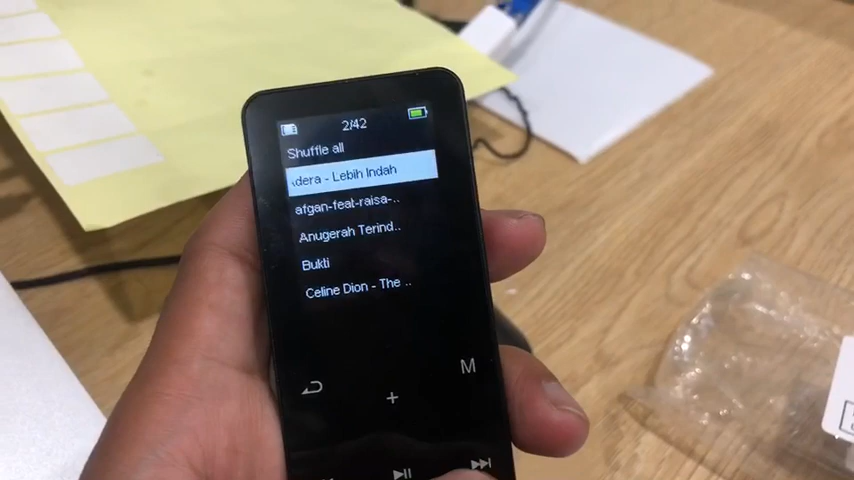 2/42
Shuffle all
dera - Lebih Indah
afgan-feat-raisa-..
Anugerah Terind..
Bukti
Celine Dion - The ..
M
+